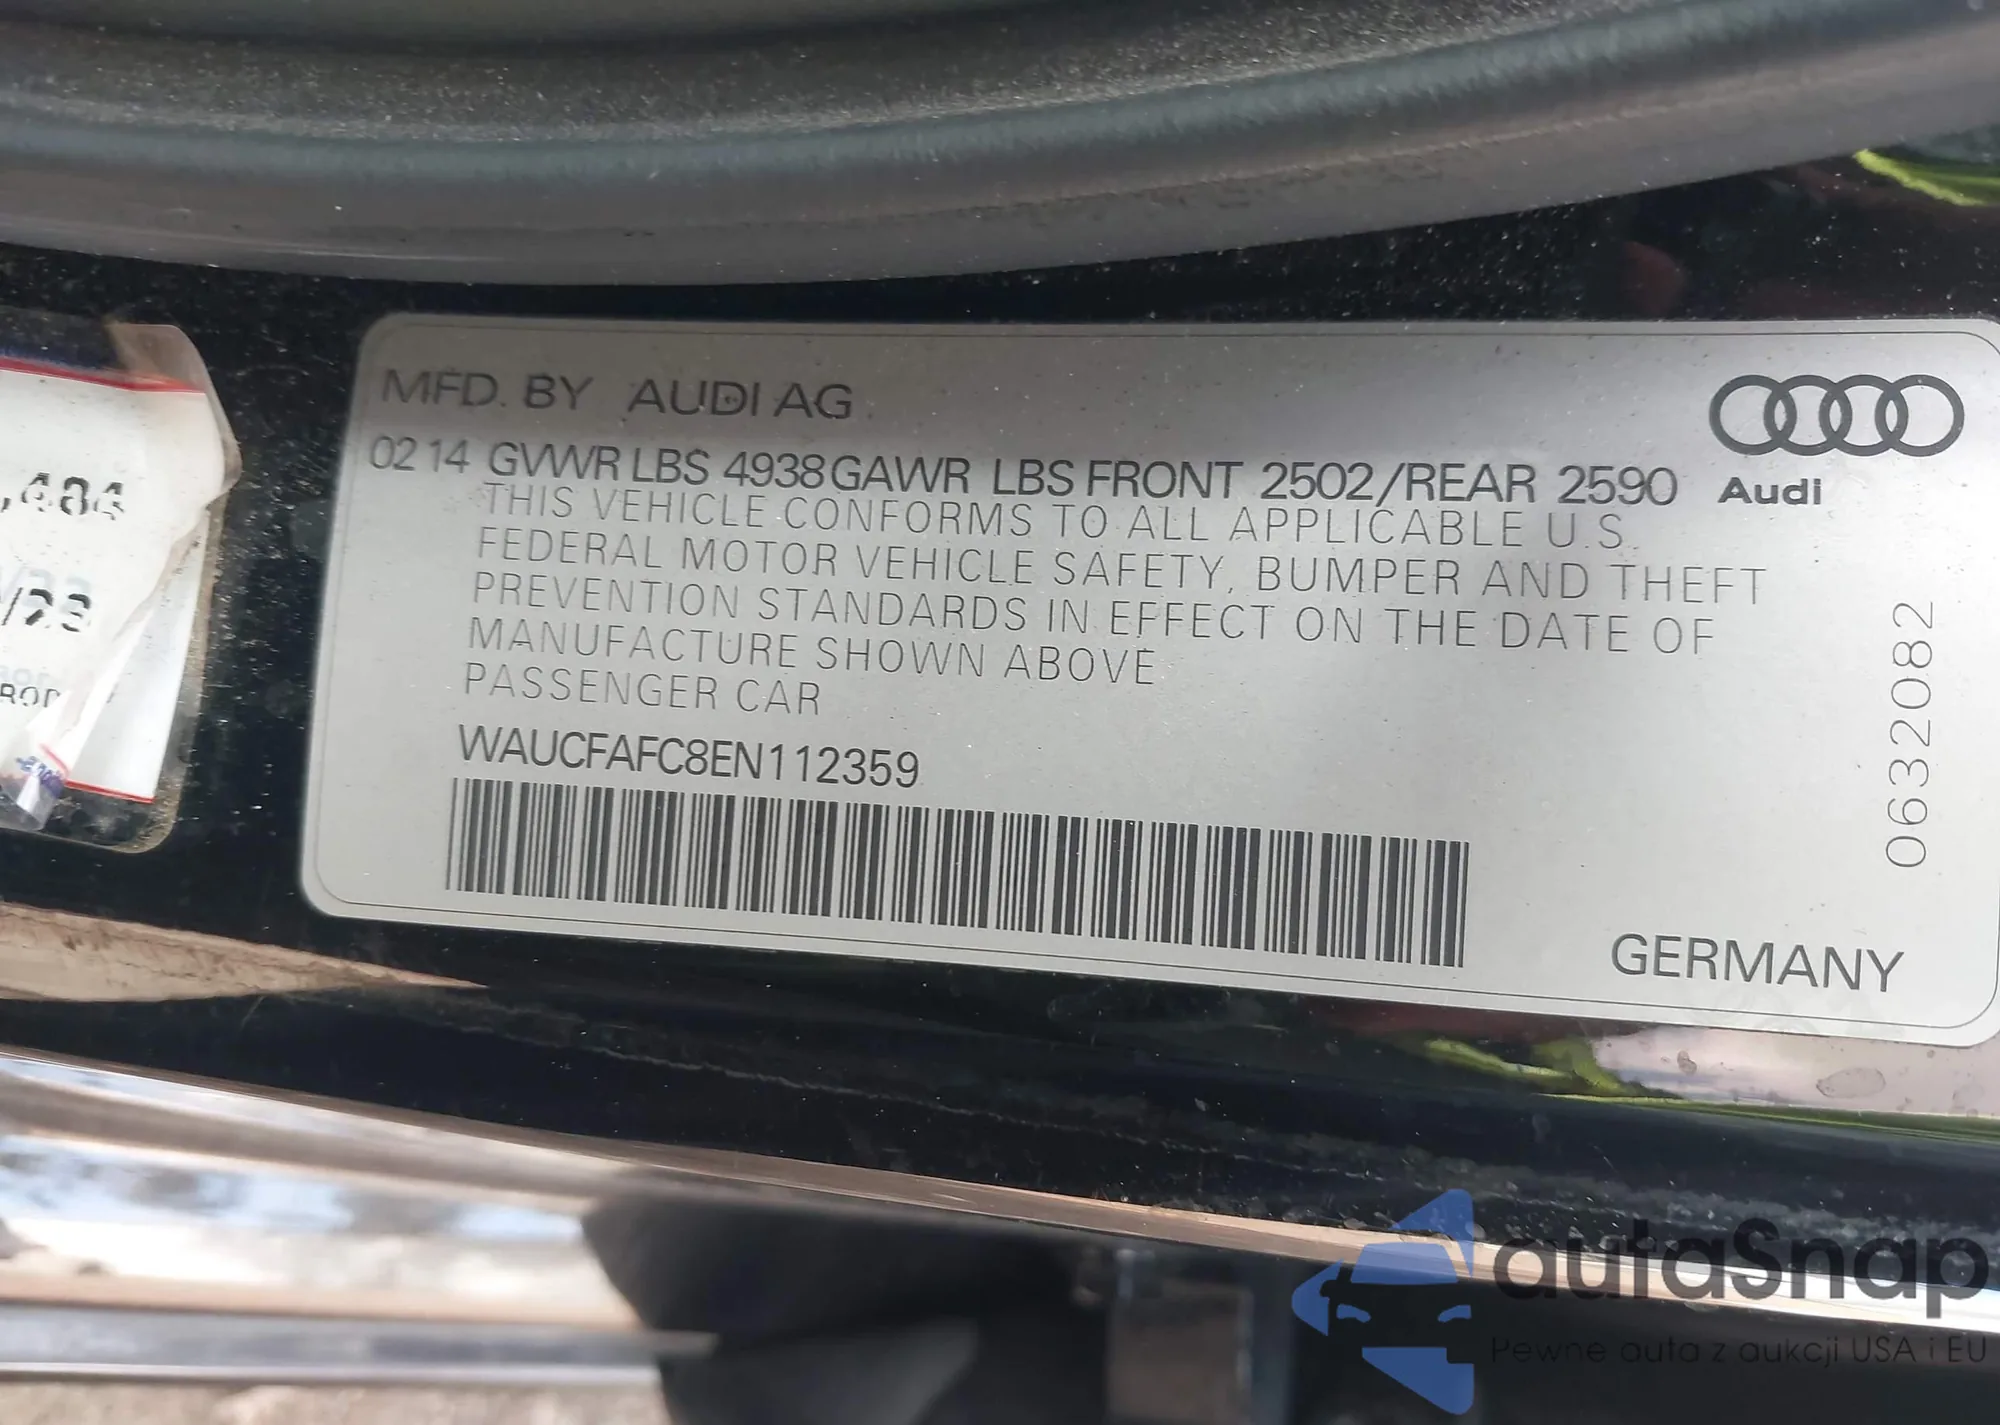 MFD. BY AUDI AG
02 14 GVWR LBS 4938 GAWR LBS FRONT 2502/REAR 2590
THIS VEHICLE CONFORMS TO ALL APPLICABLE U.S.
FEDERAL MOTOR VEHICLE SAFETY, BUMPER AND THEFT
PREVENTION STANDARDS IN EFFECT ON THE DATE OF
MANUFACTURE SHOWN ABOVE
PASSENGER CAR
WAUCFAFC8EN112359
Audi
0632082
GERMANY
,484
/23
autaSnap
Pewne auta z aukcji USA i EU